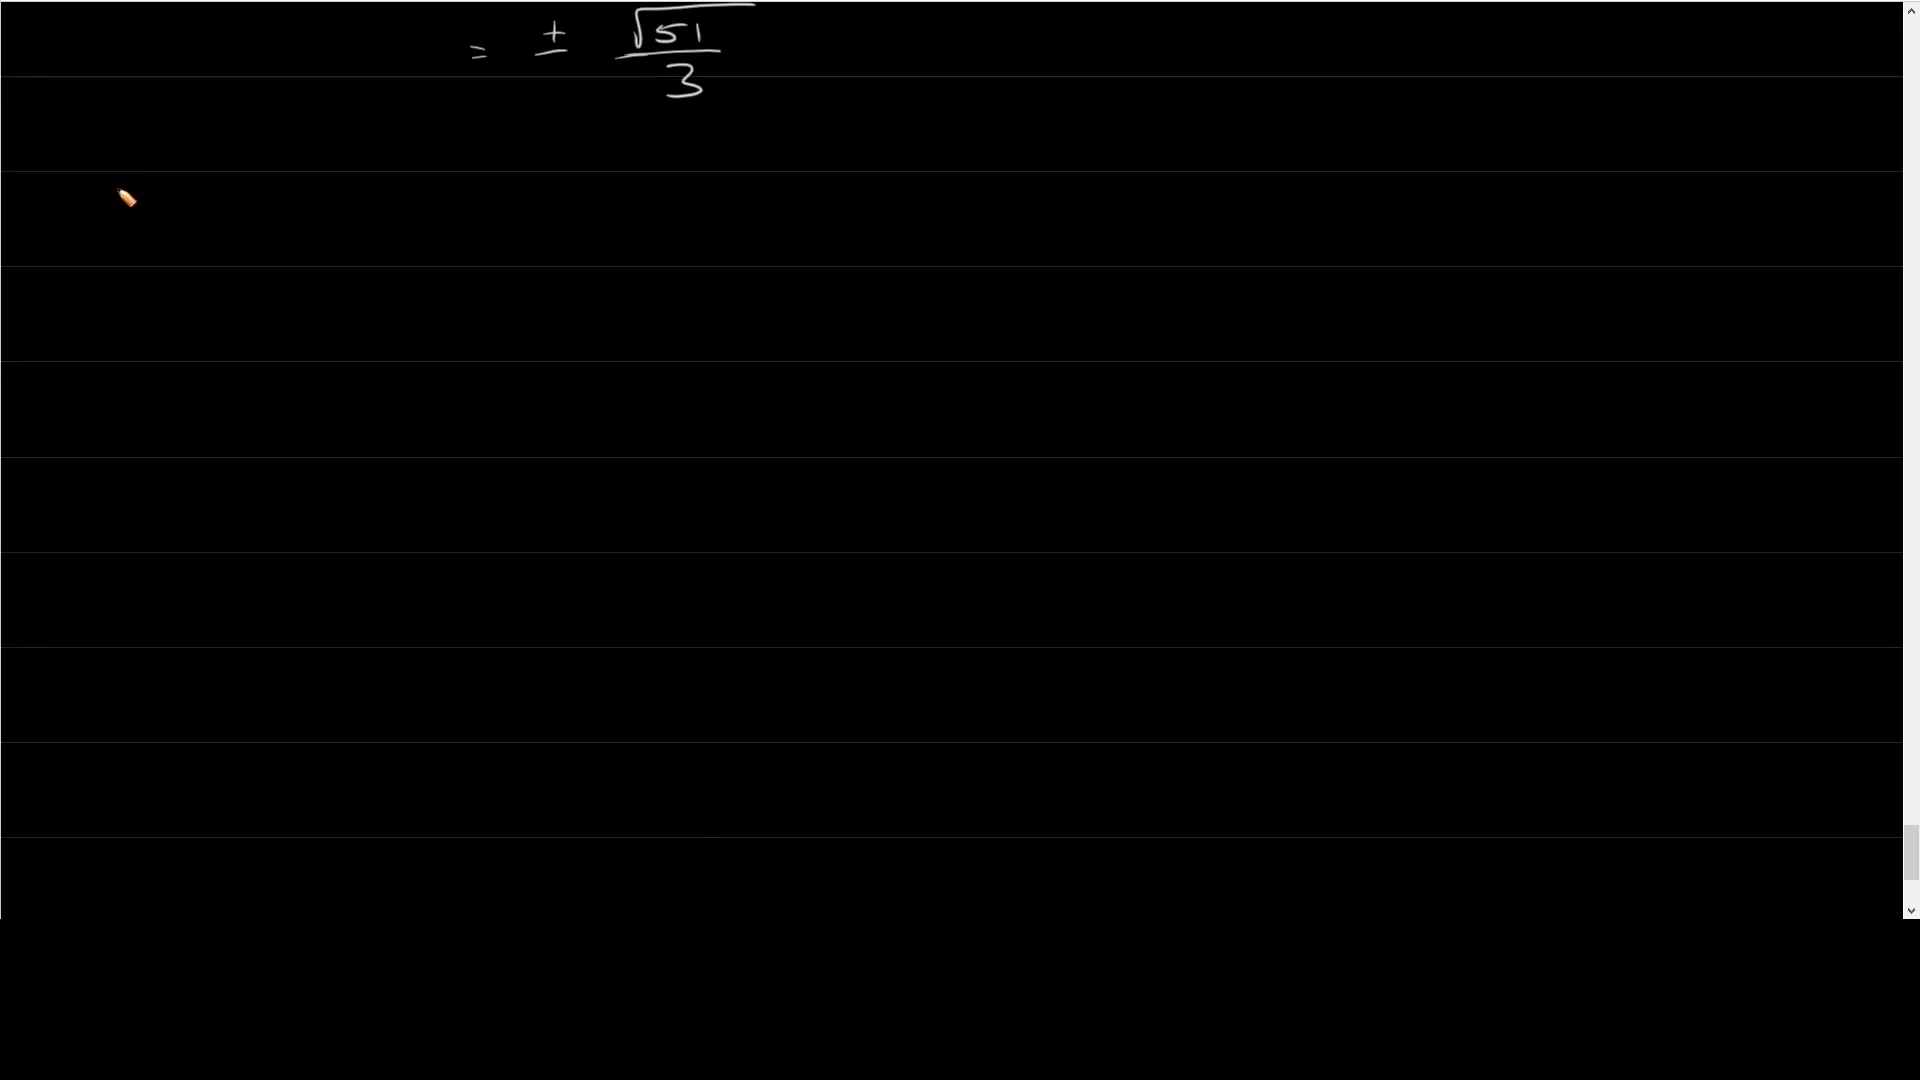 = ± √51/3